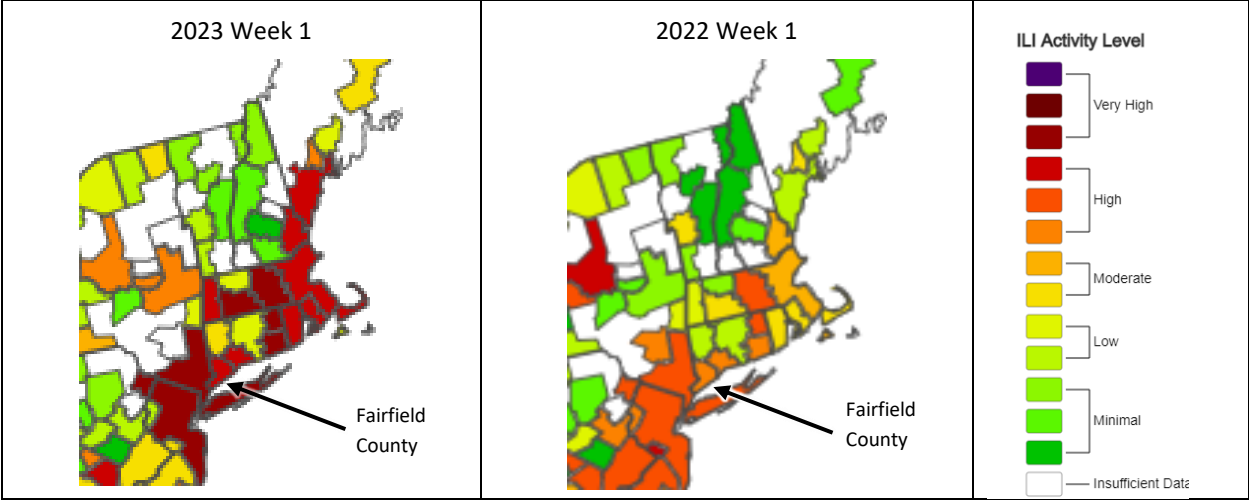 2023 Week 1
2022 Week 1
ILI Activity Level
Very High
High
Moderate
Low
Minimal
Insufficient Data
Fairfield
County
Fairfield
County